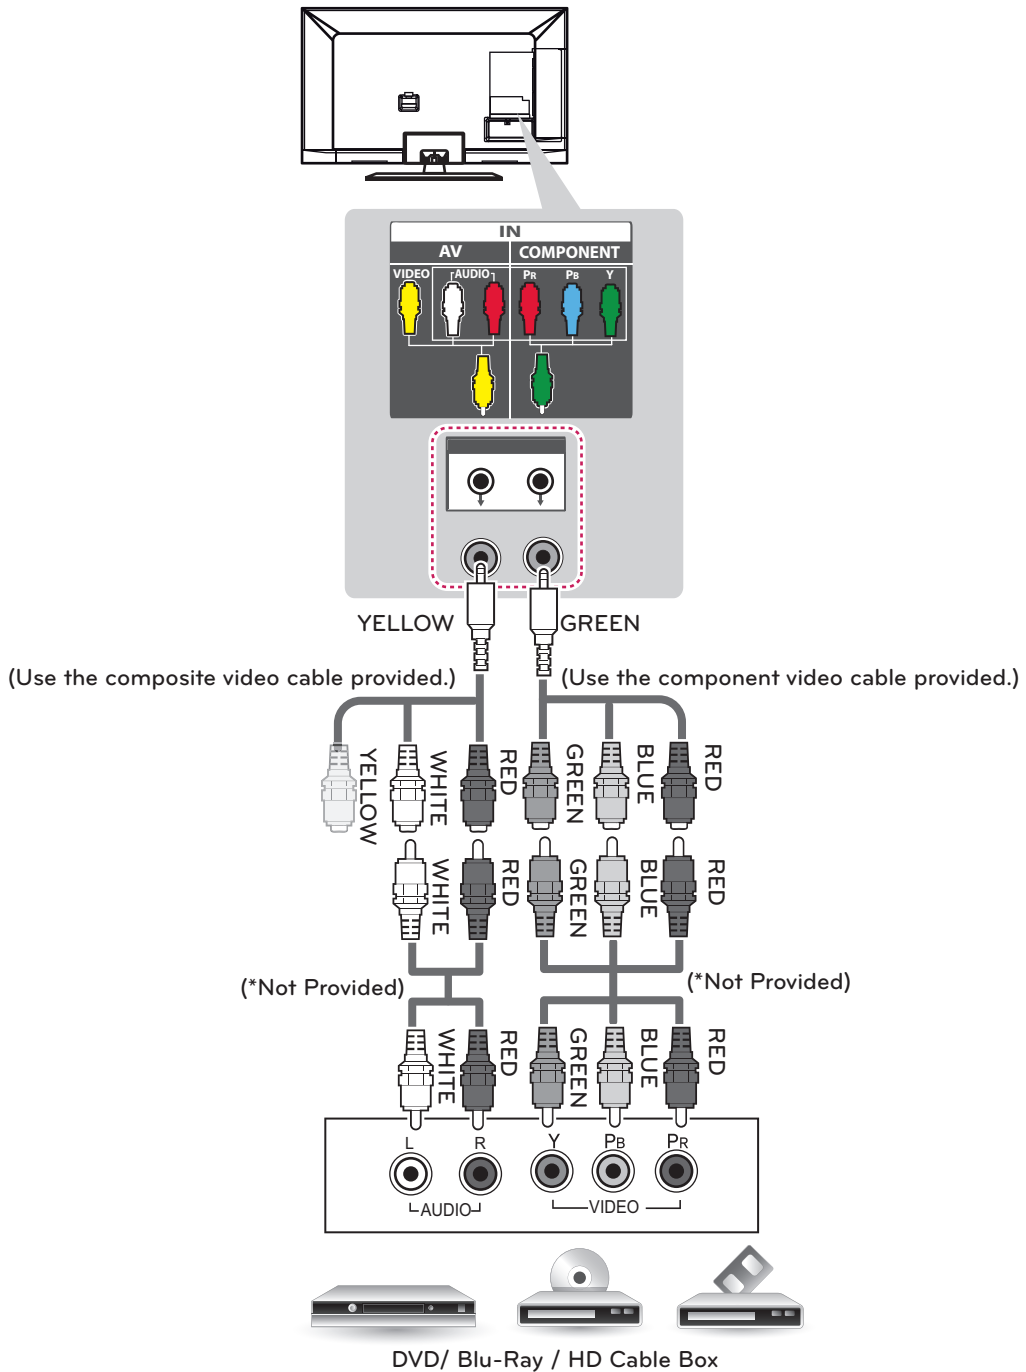 IN
AV COMPONENT
VIDEO AUDIO PR PB Y
YELLOW GREEN
(Use the composite video cable provided.) (Use the component video cable provided.)
YELLOW WHITE RED GREEN BLUE RED
WHITE RED GREEN BLUE RED
(*Not Provided) (*Not Provided)
WHITE RED GREEN BLUE RED
L R Y PB PR
AUDIO VIDEO
DVD/ Blu-Ray / HD Cable Box